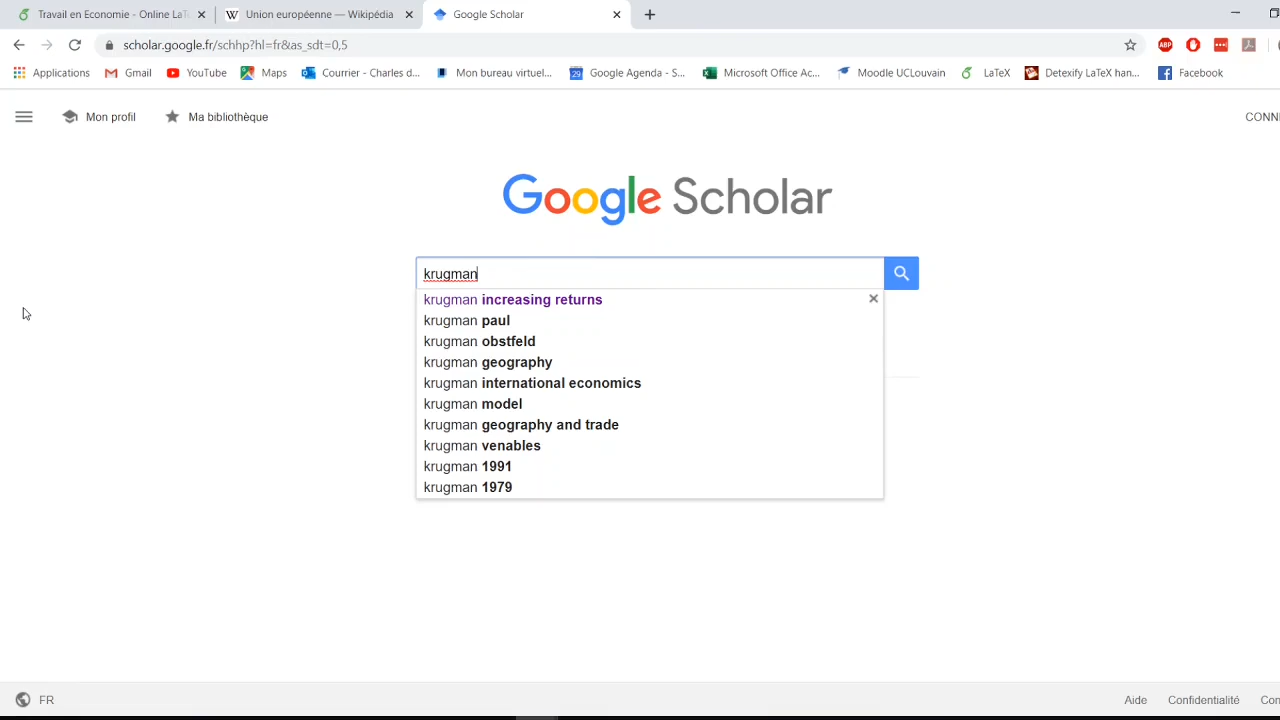 Travail en Economie - Online LaTe
Union européenne — Wikipédia
Google Scholar
scholar.google.fr/schhp?hl=fr&as_sdt=0,5
Applications
Gmail
YouTube
Maps
Courrier - Charles d...
Mon bureau virtuel...
Google Agenda - S...
Microsoft Office Ac...
Moodle UCLouvain
LaTeX
Detexify LaTeX han...
Facebook
Mon profil
Ma bibliothèque
CONN
Google Scholar
krugman
krugman increasing returns
krugman paul
krugman obstfeld
krugman geography
krugman international economics
krugman model
krugman geography and trade
krugman venables
krugman 1991
krugman 1979
FR
Aide
Confidentialité
Con